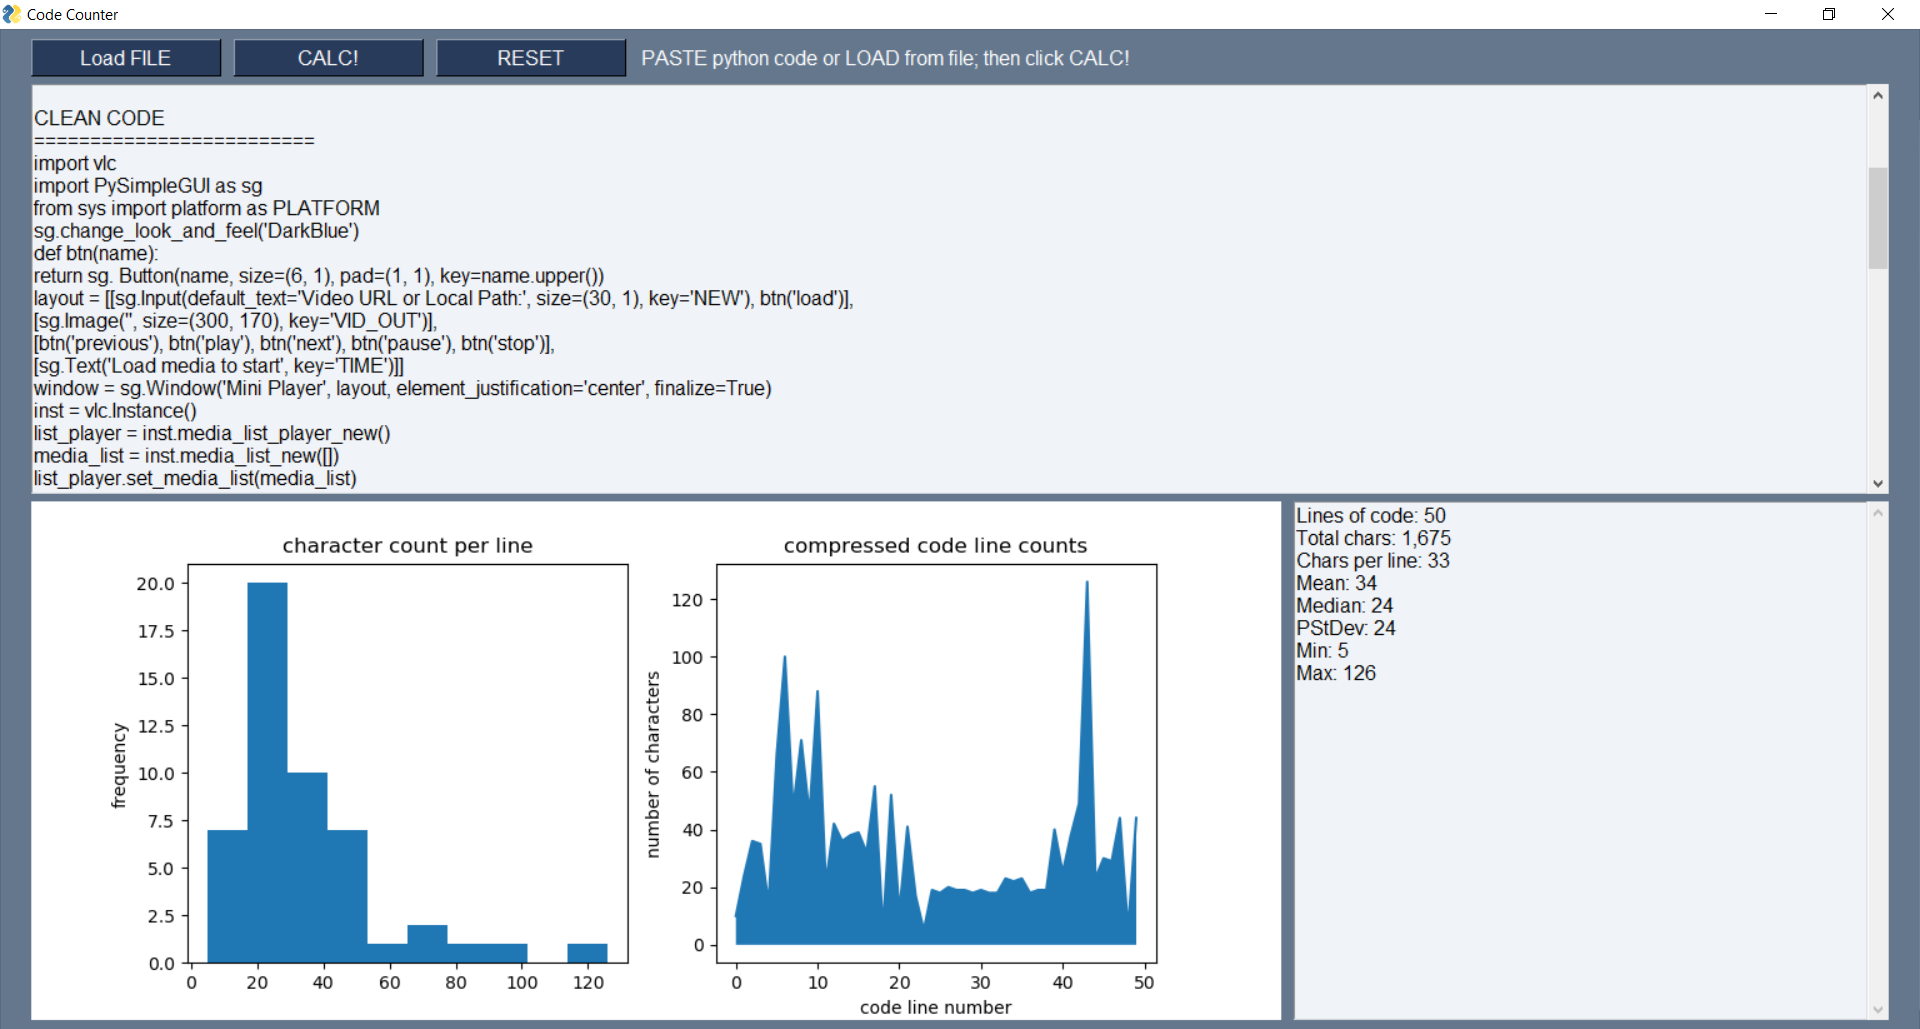 Code Counter
Load FILE CALC! RESET PASTE python code or LOAD from file; then click CALC!
CLEAN CODE
=========================
import vlc
import PySimpleGUI as sg
from sys import platform as PLATFORM
sg.change_look_and_feel('DarkBlue')
def btn(name):
return sg. Button(name, size=(6, 1), pad=(1, 1), key=name.upper())
layout = [[sg.Input(default_text='Video URL or Local Path:', size=(30, 1), key='NEW'), btn('load')],
[sg.Image('', size=(300, 170), key='VID_OUT')],
[btn('previous'), btn('play'), btn('next'), btn('pause'), btn('stop')],
[sg.Text('Load media to start', key='TIME')]]
window = sg.Window('Mini Player', layout, element_justification='center', finalize=True)
inst = vlc.Instance()
list_player = inst.media_list_player_new()
media_list = inst.media_list_new([])
list_player.set_media_list(media_list)
character count per line
frequency
20.0
17.5
15.0
12.5
10.0
7.5
5.0
2.5
0.0
0 20 40 60 80 100 120
compressed code line counts
number of characters
120
100
80
60
40
20
0
0 10 20 30 40 50
code line number
Lines of code: 50
Total chars: 1,675
Chars per line: 33
Mean: 34
Median: 24
PStDev: 24
Min: 5
Max: 126